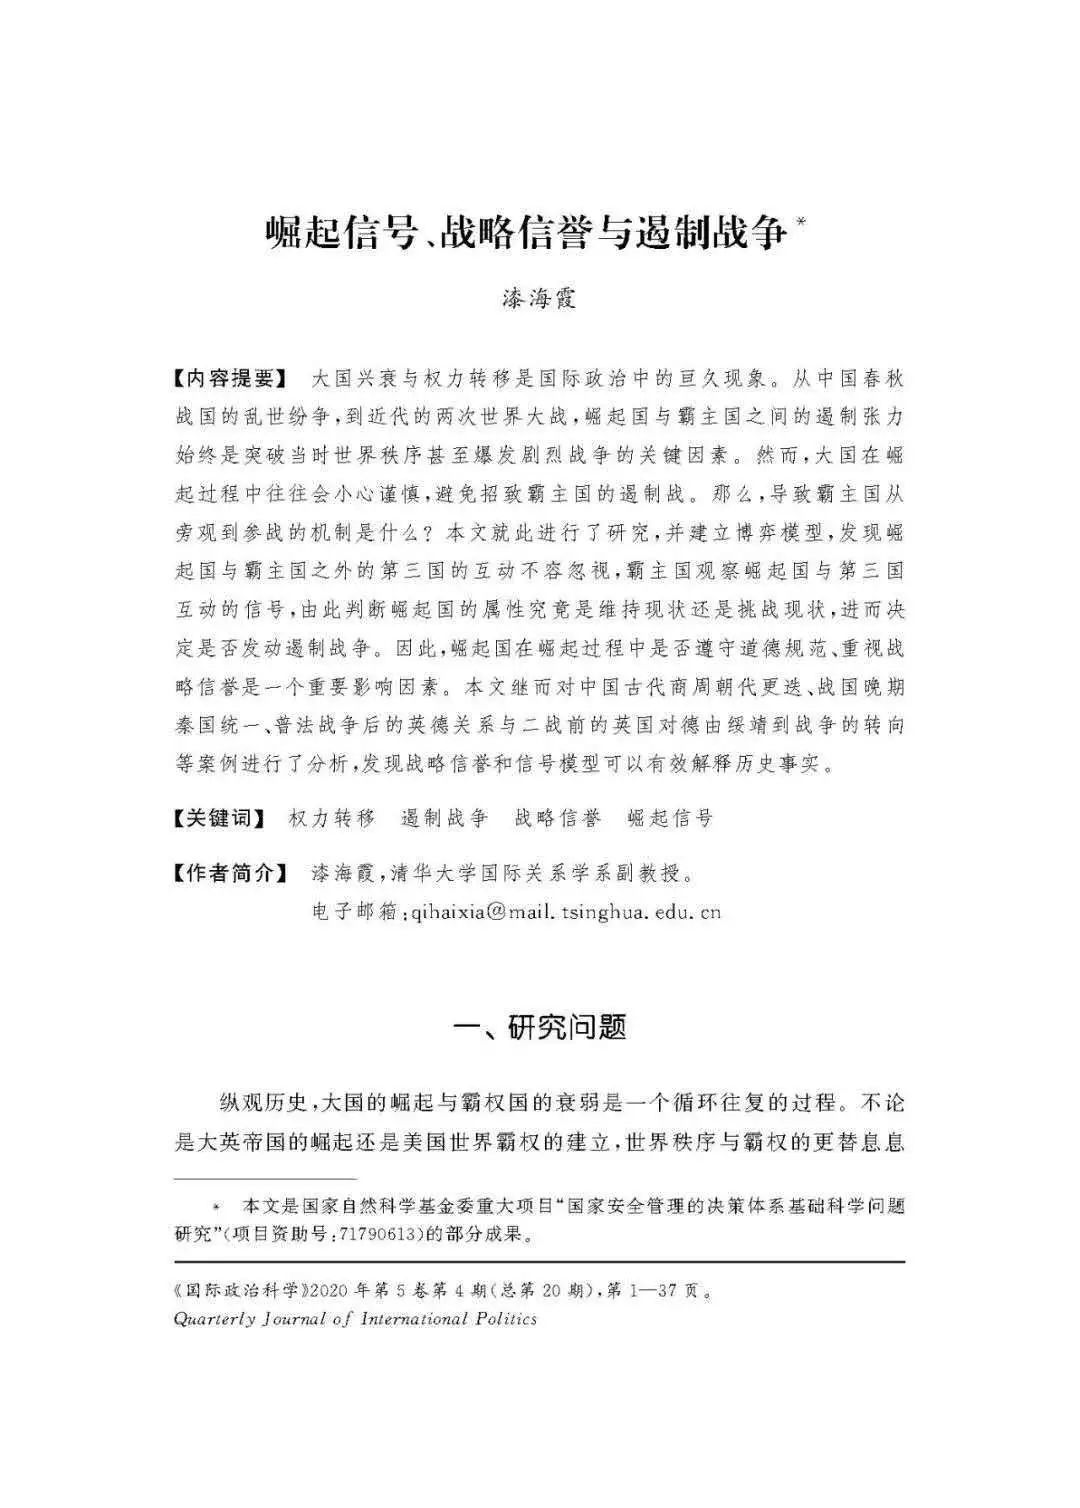 崛起信号、战略信誉与遏制战争*
漆海霞
【内容提要】 大国兴衰与权力转移是国际政治中的亘久现象。从中国春秋
战国的乱世纷争,到近代的两次世界大战,崛起国与霸主国之间的遏制张力
始终是突破当时世界秩序甚至爆发剧烈战争的关键因素。然而,大国在崛
起过程中往往会小心谨慎,避免招致霸主国的遏制战。那么,导致霸主国从
旁观到参战的机制是什么?本文就此进行了研究,并建立博弈模型,发现崛
起国与霸主国之外的第三国的互动不容忽视,霸主国观察崛起国与第三国
互动的信号,由此判断崛起国的属性究竟是维持现状还是挑战现状,进而决
定是否发动遏制战争。因此,崛起国在崛起过程中是否遵守道德规范、重视战
略信誉是一个重要影响因素。本文继而对中国古代商周朝代更迭、战国晚期
秦国统一、普法战争后的英德关系与二战前的英国对德由绥靖到战争的转向
等案例进行了分析,发现战略信誉和信号模型可以有效解释历史事实。
【关键词】 权力转移 遏制战争 战略信誉 崛起信号
【作者简介】 漆海霞,清华大学国际关系学系副教授。
电子邮箱:qihaixia@mail.tsinghua.edu.cn
一、研究问题
纵观历史,大国的崛起与霸权国的衰弱是一个循环往复的过程。不论
是大英帝国的崛起还是美国世界霸权的建立,世界秩序与霸权的更替息息
* 本文是国家自然科学基金委重大项目“国家安全管理的决策体系基础科学问题
研究”(项目资助号:71790613)的部分成果。
《国际政治科学》2020年第5卷第4期(总第20期),第1—37页。
Quarterly Journal of International Politics